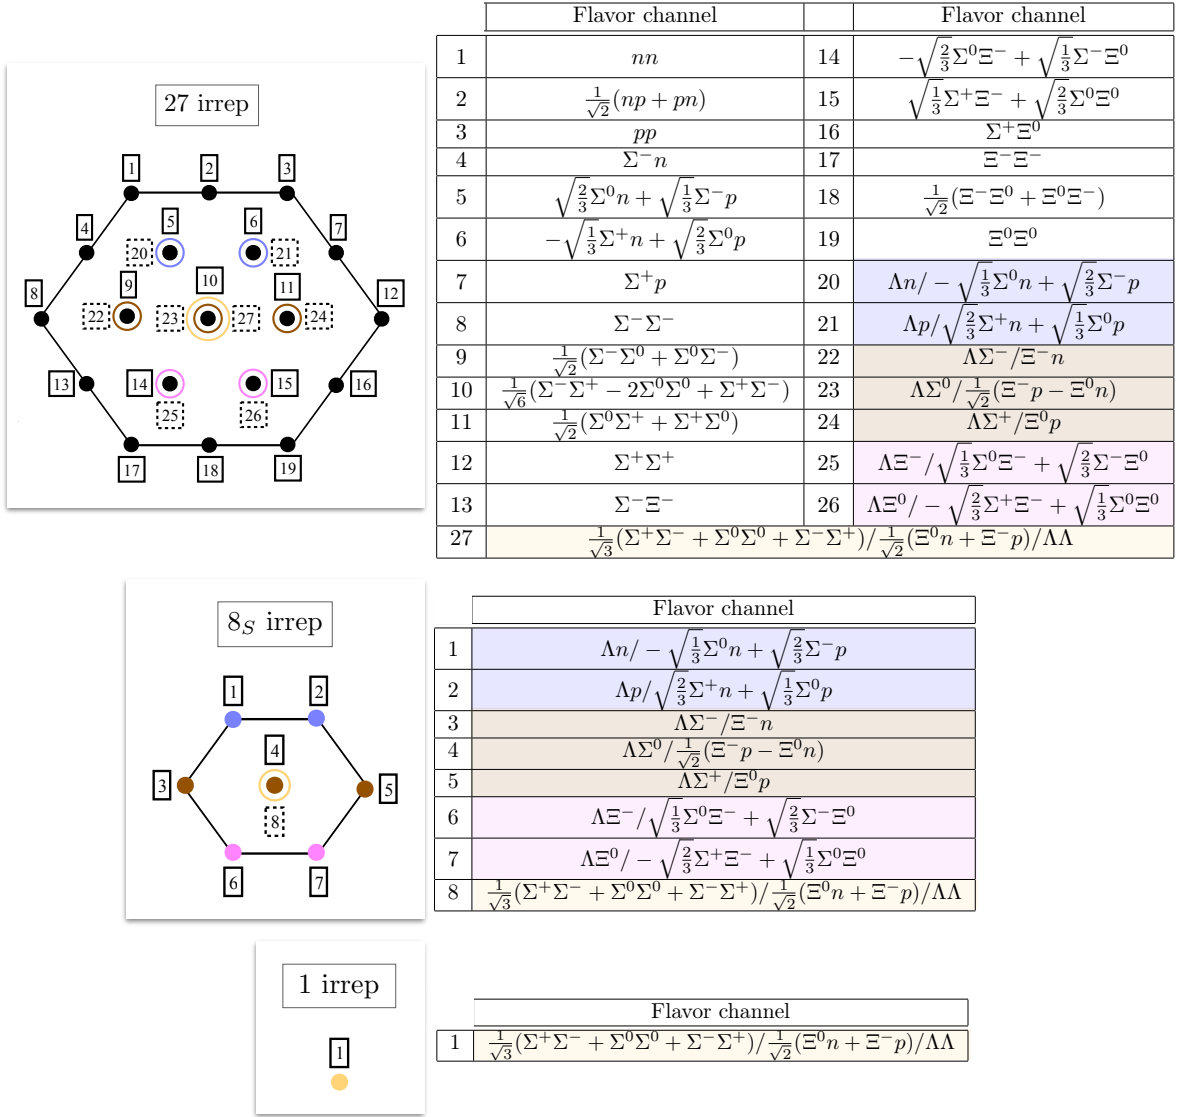 27 irrep
1 2 3
4 5 6 7
20 21
8 9 10 11 12
22 23 27 24
13 14 15 16
25 26
17 18 19
Flavor channel Flavor channel
1 nn 14 −√(2/3)Σ⁰Ξ⁻ + √(1/3)Σ⁻Ξ⁰
2 1/√2(np + pn) 15 √(1/3)Σ⁺Ξ⁻ + √(2/3)Σ⁰Ξ⁰
3 pp 16 Σ⁺Ξ⁰
4 Σ⁻n 17 Ξ⁻Ξ⁻
5 √(2/3)Σ⁰n + √(1/3)Σ⁻p 18 1/√2(Ξ⁻Ξ⁰ + Ξ⁰Ξ⁻)
6 −√(1/3)Σ⁺n + √(2/3)Σ⁰p 19 Ξ⁰Ξ⁰
7 Σ⁺p 20 Λn/ − √(1/3)Σ⁰n + √(2/3)Σ⁻p
8 Σ⁻Σ⁻ 21 Λp/√(2/3)Σ⁺n + √(1/3)Σ⁰p
9 1/√2(Σ⁻Σ⁰ + Σ⁰Σ⁻) 22 ΛΣ⁻/Ξ⁻n
10 1/√6(Σ⁻Σ⁺ − 2Σ⁰Σ⁰ + Σ⁺Σ⁻) 23 ΛΣ⁰/1/√2(Ξ⁻p − Ξ⁰n)
11 1/√2(Σ⁰Σ⁺ + Σ⁺Σ⁰) 24 ΛΣ⁺/Ξ⁰p
12 Σ⁺Σ⁺ 25 ΛΞ⁻/√(1/3)Σ⁰Ξ⁻ + √(2/3)Σ⁻Ξ⁰
13 Σ⁻Ξ⁻ 26 ΛΞ⁰/ − √(2/3)Σ⁺Ξ⁻ + √(1/3)Σ⁰Ξ⁰
27 1/√3(Σ⁺Σ⁻ + Σ⁰Σ⁰ + Σ⁻Σ⁺)/1/√2(Ξ⁰n + Ξ⁻p)/ΛΛ
8_S irrep
1 2
3 4 5
8
6 7
Flavor channel
1 Λn/ − √(1/3)Σ⁰n + √(2/3)Σ⁻p
2 Λp/√(2/3)Σ⁺n + √(1/3)Σ⁰p
3 ΛΣ⁻/Ξ⁻n
4 ΛΣ⁰/1/√2(Ξ⁻p − Ξ⁰n)
5 ΛΣ⁺/Ξ⁰p
6 ΛΞ⁻/√(1/3)Σ⁰Ξ⁻ + √(2/3)Σ⁻Ξ⁰
7 ΛΞ⁰/ − √(2/3)Σ⁺Ξ⁻ + √(1/3)Σ⁰Ξ⁰
8 1/√3(Σ⁺Σ⁻ + Σ⁰Σ⁰ + Σ⁻Σ⁺)/1/√2(Ξ⁰n + Ξ⁻p)/ΛΛ
1 irrep
1
Flavor channel
1 1/√3(Σ⁺Σ⁻ + Σ⁰Σ⁰ + Σ⁻Σ⁺)/1/√2(Ξ⁰n + Ξ⁻p)/ΛΛ